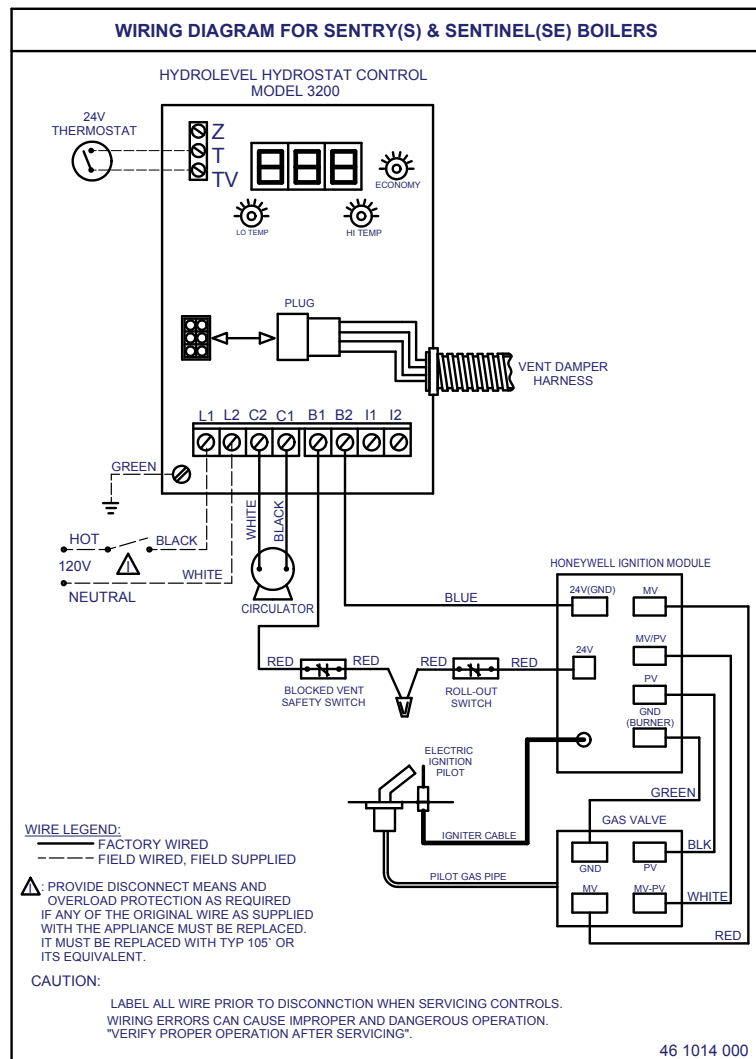 WIRING DIAGRAM FOR SENTRY(S) & SENTINEL(SE) BOILERS
HYDROLEVEL HYDROSTAT CONTROL
MODEL 3200
24V
THERMOSTAT
Z
T
TV
888
ECONOMY
LO TEMP
HI TEMP
PLUG
VENT DAMPER
HARNESS
L1 L2 C2 C1 B1 B2 I1 I2
GREEN
WHITE
BLACK
HOT
BLACK
120V
WHITE
NEUTRAL
CIRCULATOR
HONEYWELL IGNITION MODULE
24V(GND)
MV
BLUE
MV/PV
24V
PV
GND
(BURNER)
RED
RED
RED
RED
BLOCKED VENT
SAFETY SWITCH
ROLL-OUT
SWITCH
ELECTRIC
IGNITION
PILOT
GREEN
GAS VALVE
IGNITER CABLE
BLK
GND
PV
PILOT GAS PIPE
MV
MV-PV
WHITE
RED
WIRE LEGEND:
FACTORY WIRED
FIELD WIRED, FIELD SUPPLIED
: PROVIDE DISCONNECT MEANS AND
OVERLOAD PROTECTION AS REQUIRED
IF ANY OF THE ORIGINAL WIRE AS SUPPLIED
WITH THE APPLIANCE MUST BE REPLACED.
IT MUST BE REPLACED WITH TYP 105` OR
ITS EQUIVALENT.
CAUTION:
LABEL ALL WIRE PRIOR TO DISCONNCTION WHEN SERVICING CONTROLS.
WIRING ERRORS CAN CAUSE IMPROPER AND DANGEROUS OPERATION.
"VERIFY PROPER OPERATION AFTER SERVICING".
46 1014 000